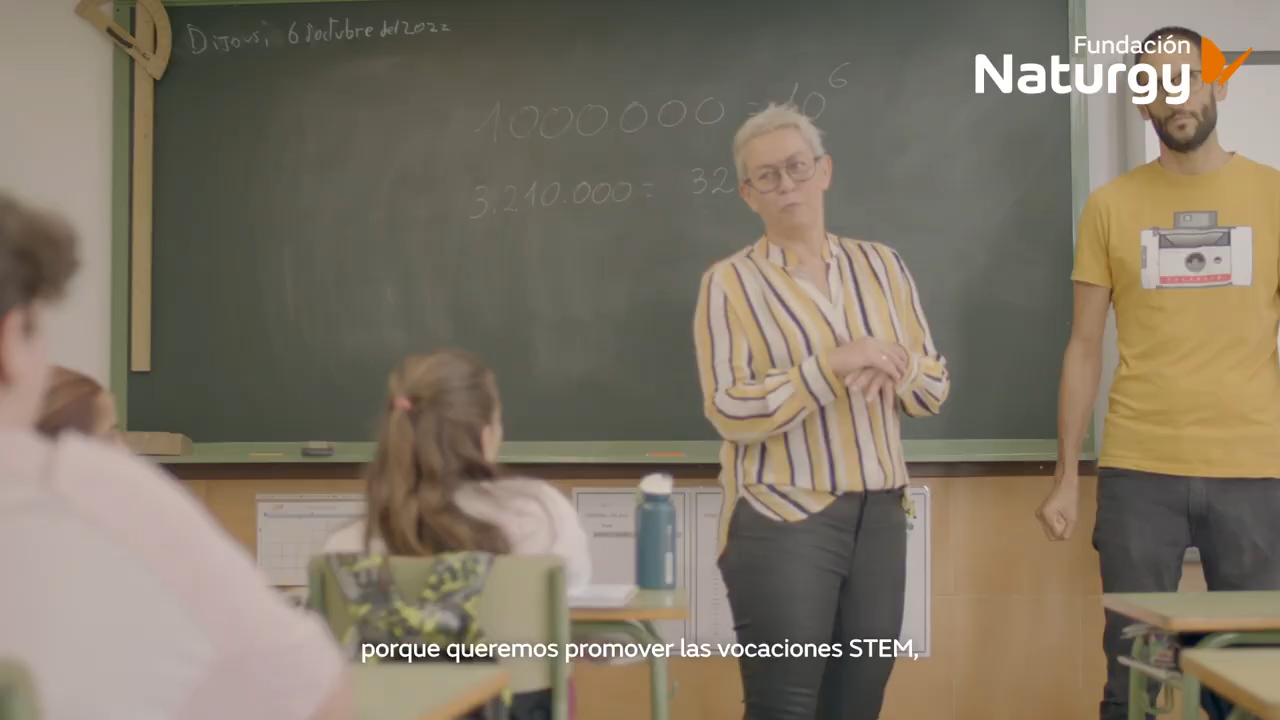 Dijous, 6 d'octubre del 2022
Fundación
Naturgy
1000000 = 10⁶
3.210.000 = 32
porque queremos promover las vocaciones STEM,